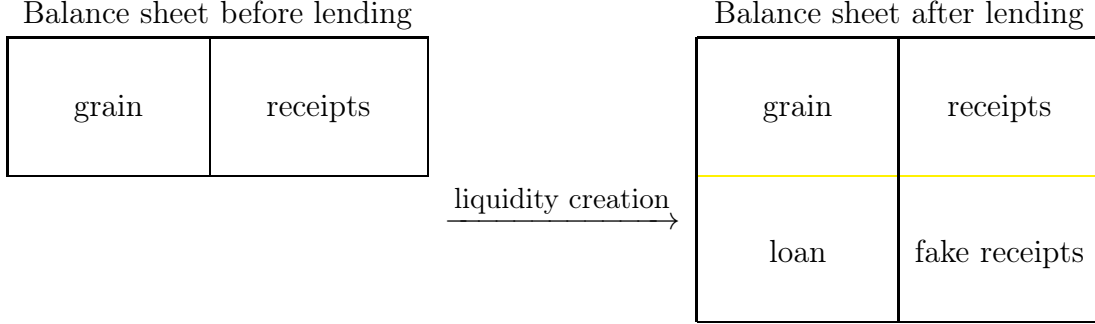 Balance sheet before lending
Balance sheet after lending
grain
receipts
grain
receipts
liquidity creation
loan
fake receipts